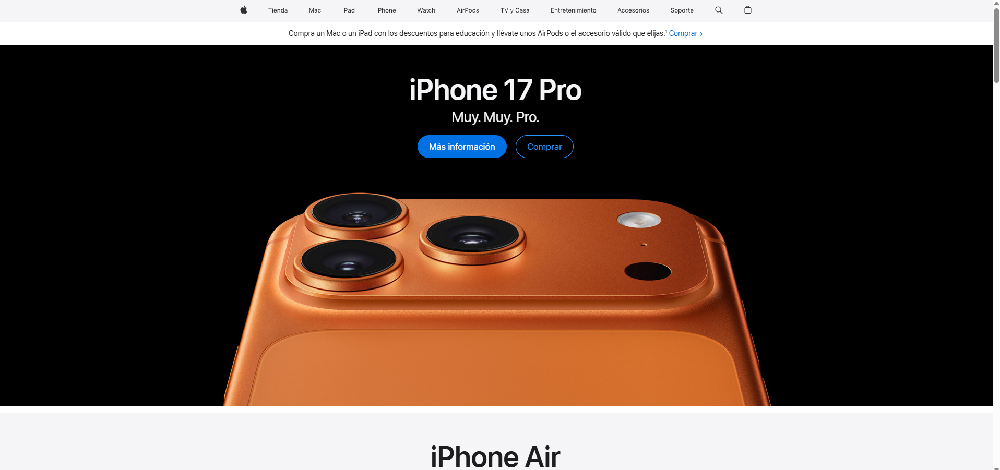 Tienda Mac iPad iPhone Watch AirPods TV y Casa Entretenimiento Accesorios Soporte
Compra un Mac o un iPad con los descuentos para educación y llévate unos AirPods o el accesorio válido que elijas.¹ Comprar >
iPhone 17 Pro
Muy. Muy. Pro.
Más información Comprar
iPhone Air